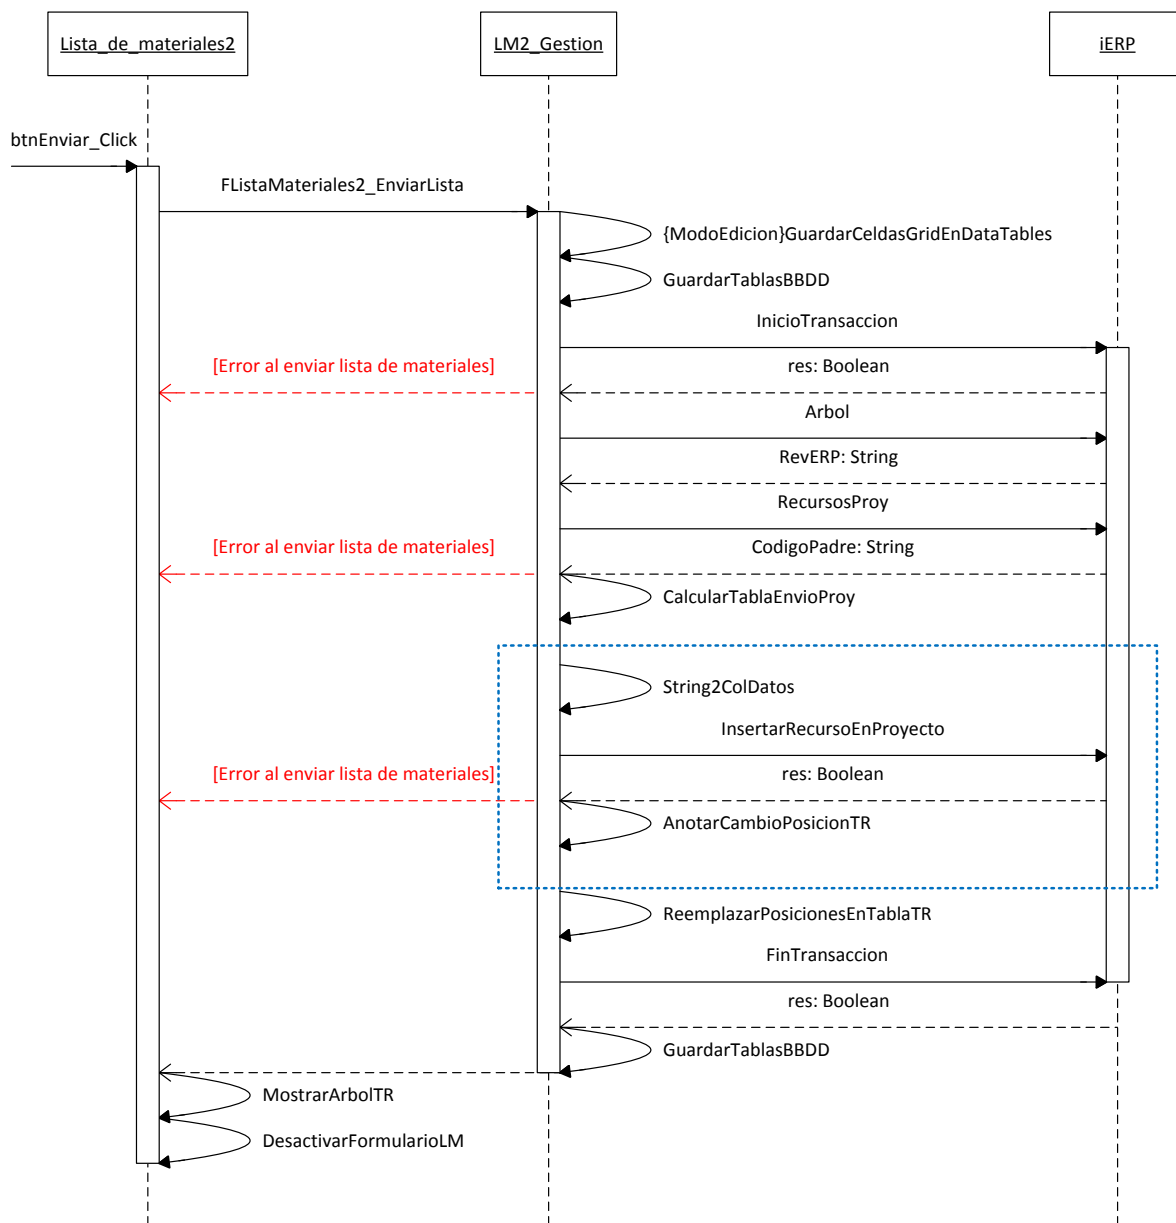 Lista_de_materiales2
LM2_Gestion
iERP
btnEnviar_Click
FListaMateriales2_EnviarLista
{ModoEdicion}GuardarCeldasGridEnDataTables
GuardarTablasBBDD
InicioTransaccion
[Error al enviar lista de materiales]
res: Boolean
Arbol
RevERP: String
RecursosProy
[Error al enviar lista de materiales]
CodigoPadre: String
CalcularTablaEnvioProy
String2ColDatos
InsertarRecursoEnProyecto
[Error al enviar lista de materiales]
res: Boolean
AnotarCambioPosicionTR
ReemplazarPosicionesEnTablaTR
FinTransaccion
res: Boolean
GuardarTablasBBDD
MostrarArbolTR
DesactivarFormularioLM